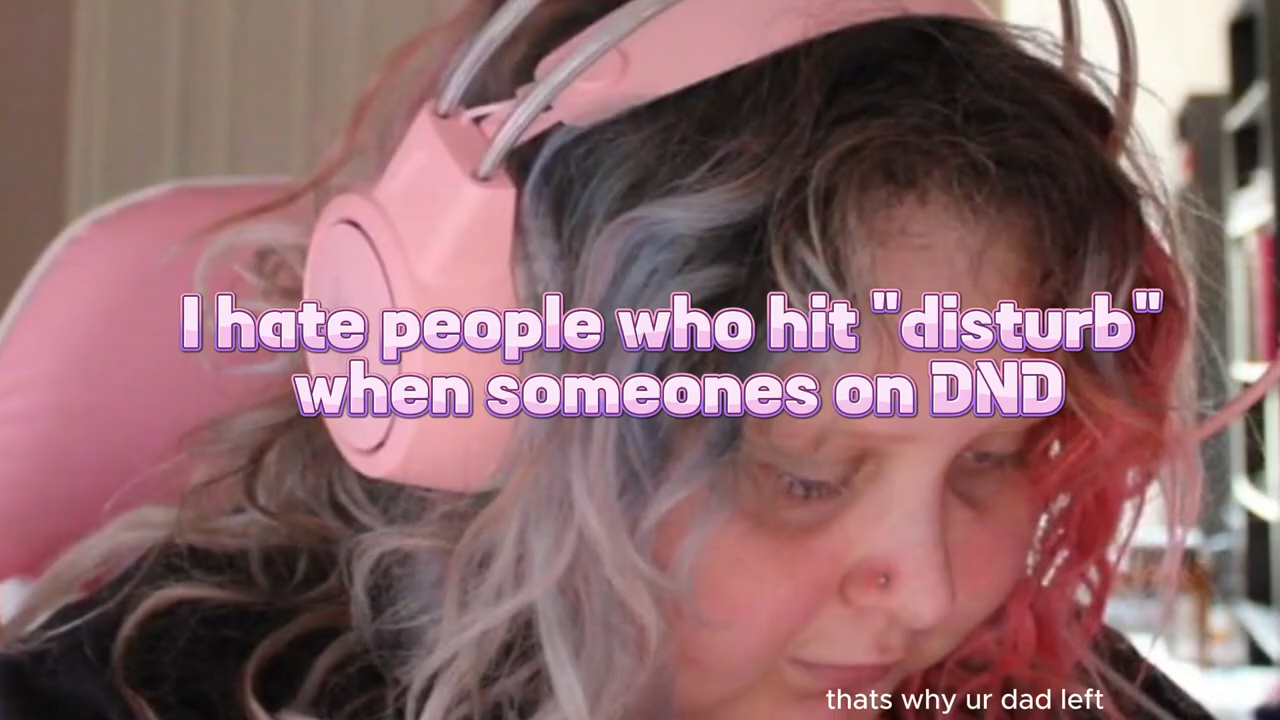 I hate people who hit "disturb"
when someones on DND
thats why ur dad left